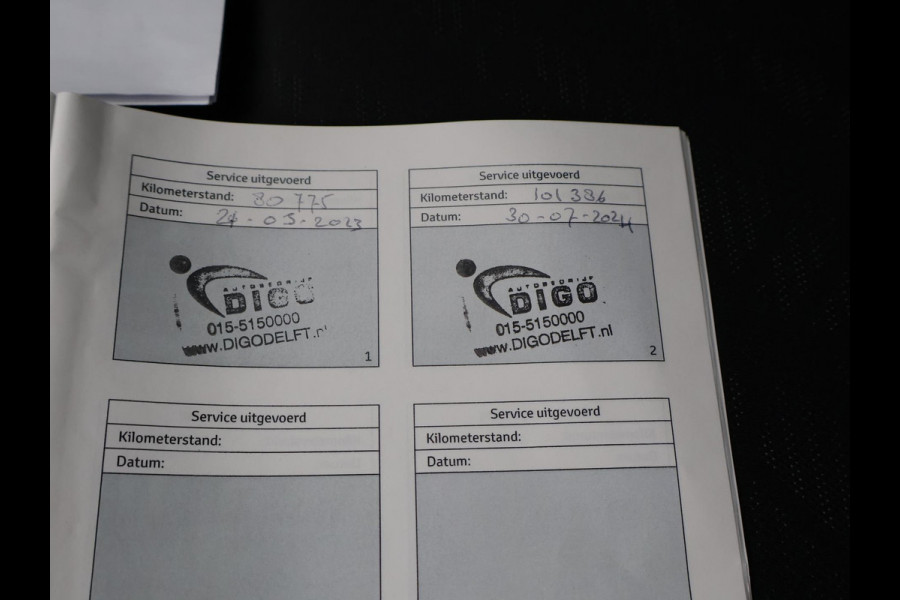 Service uitgevoerd
Kilometerstand: 80 775
Datum: 24-05-2023
AUTOBEDRIJF
DIGO
015-5150000
www.DIGODELFT.nl
1
Service uitgevoerd
Kilometerstand: 101 386
Datum: 30-07-2024
AUTOBEDRIJF
DIGO
015-5150000
www.DIGODELFT.nl
2
Service uitgevoerd
Kilometerstand:
Datum:
Service uitgevoerd
Kilometerstand:
Datum: